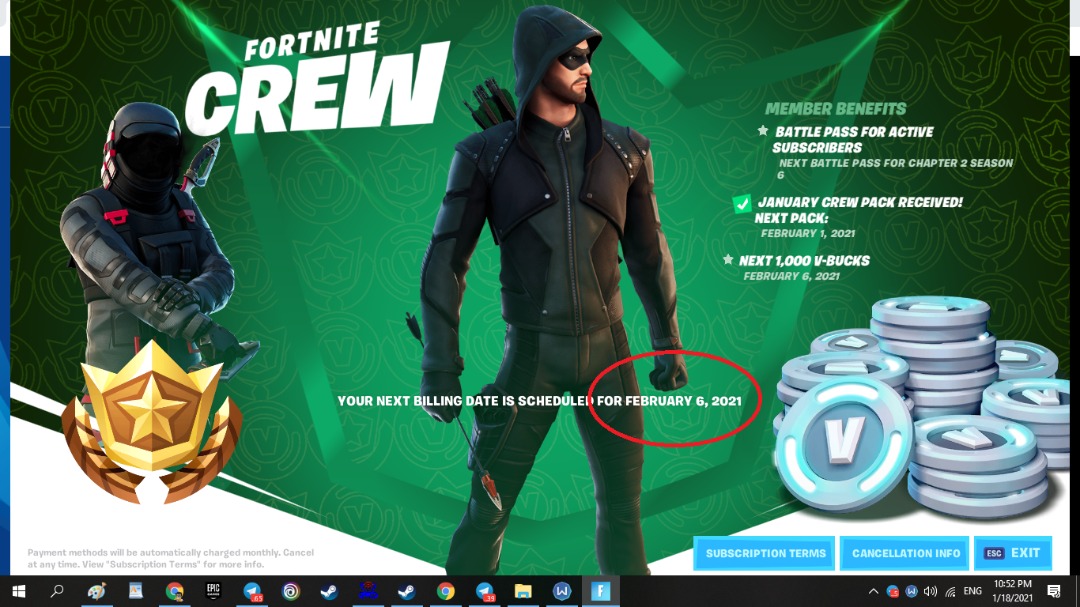 FORTNITE
CREW
MEMBER BENEFITS
BATTLE PASS FOR ACTIVE
SUBSCRIBERS
NEXT BATTLE PASS FOR CHAPTER 2 SEASON
6
JANUARY CREW PACK RECEIVED!
NEXT PACK:
FEBRUARY 1, 2021
NEXT 1,000 V-BUCKS
FEBRUARY 6, 2021
YOUR NEXT BILLING DATE IS SCHEDULED FOR FEBRUARY 6, 2021
V
Payment methods will be automatically charged monthly. Cancel
at any time. View "Subscription Terms" for more info.
SUBSCRIPTION TERMS
CANCELLATION INFO
ESC EXIT
EPIC
65
39
W
F
W
ENG
10:52 PM
1/18/2021